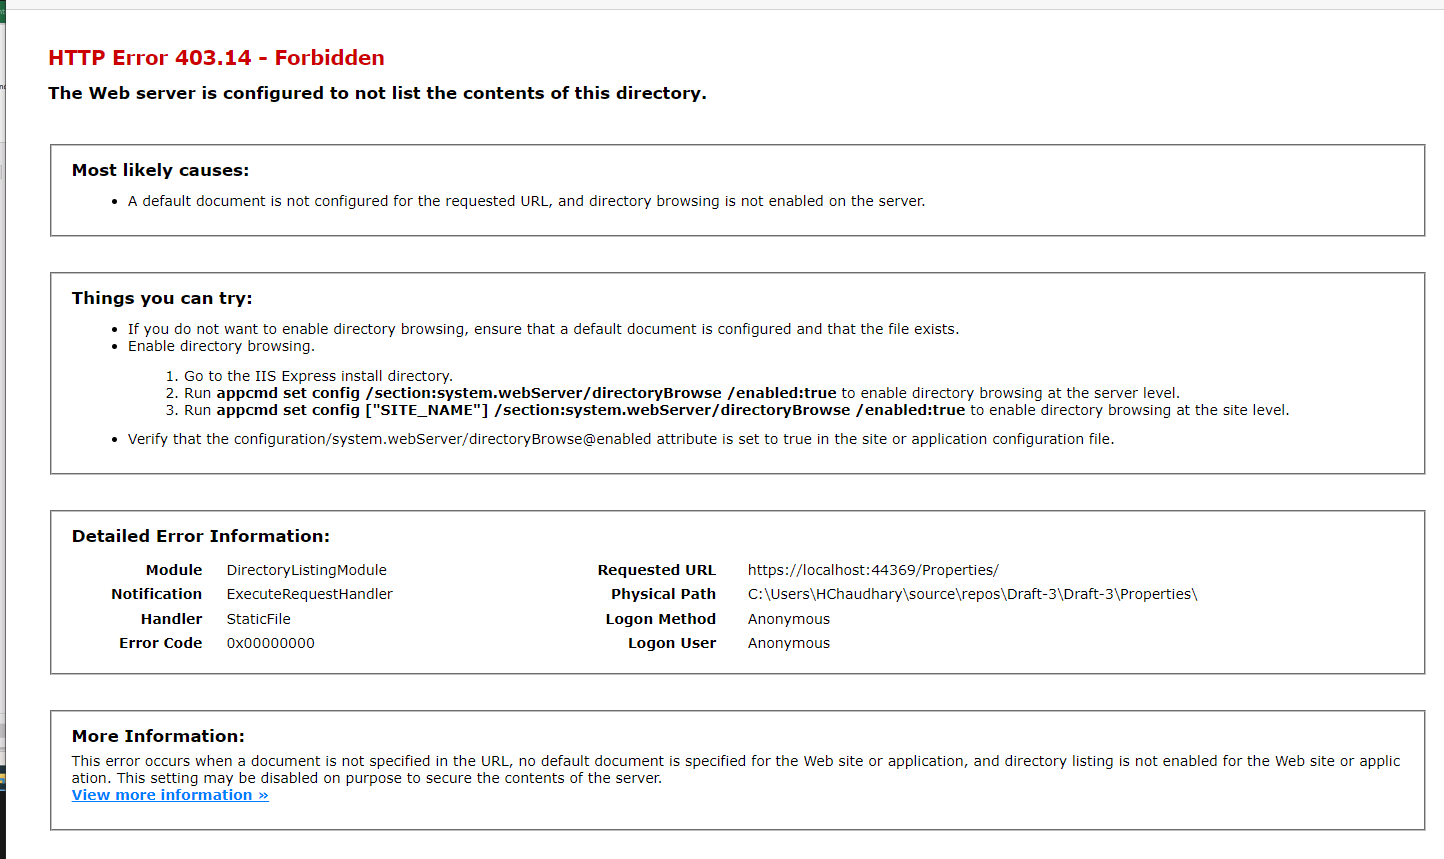 HTTP Error 403.14 - Forbidden
The Web server is configured to not list the contents of this directory.
Most likely causes:
• A default document is not configured for the requested URL, and directory browsing is not enabled on the server.
Things you can try:
• If you do not want to enable directory browsing, ensure that a default document is configured and that the file exists.
• Enable directory browsing.
1. Go to the IIS Express install directory.
2. Run appcmd set config /section:system.webServer/directoryBrowse /enabled:true to enable directory browsing at the server level.
3. Run appcmd set config ["SITE_NAME"] /section:system.webServer/directoryBrowse /enabled:true to enable directory browsing at the site level.
• Verify that the configuration/system.webServer/directoryBrowse@enabled attribute is set to true in the site or application configuration file.
Detailed Error Information:
Module DirectoryListingModule
Notification ExecuteRequestHandler
Handler StaticFile
Error Code 0x00000000
Requested URL https://localhost:44369/Properties/
Physical Path C:\Users\HChaudhary\source\repos\Draft-3\Draft-3\Properties\
Logon Method Anonymous
Logon User Anonymous
More Information:
This error occurs when a document is not specified in the URL, no default document is specified for the Web site or application, and directory listing is not enabled for the Web site or applic
ation. This setting may be disabled on purpose to secure the contents of the server.
View more information »